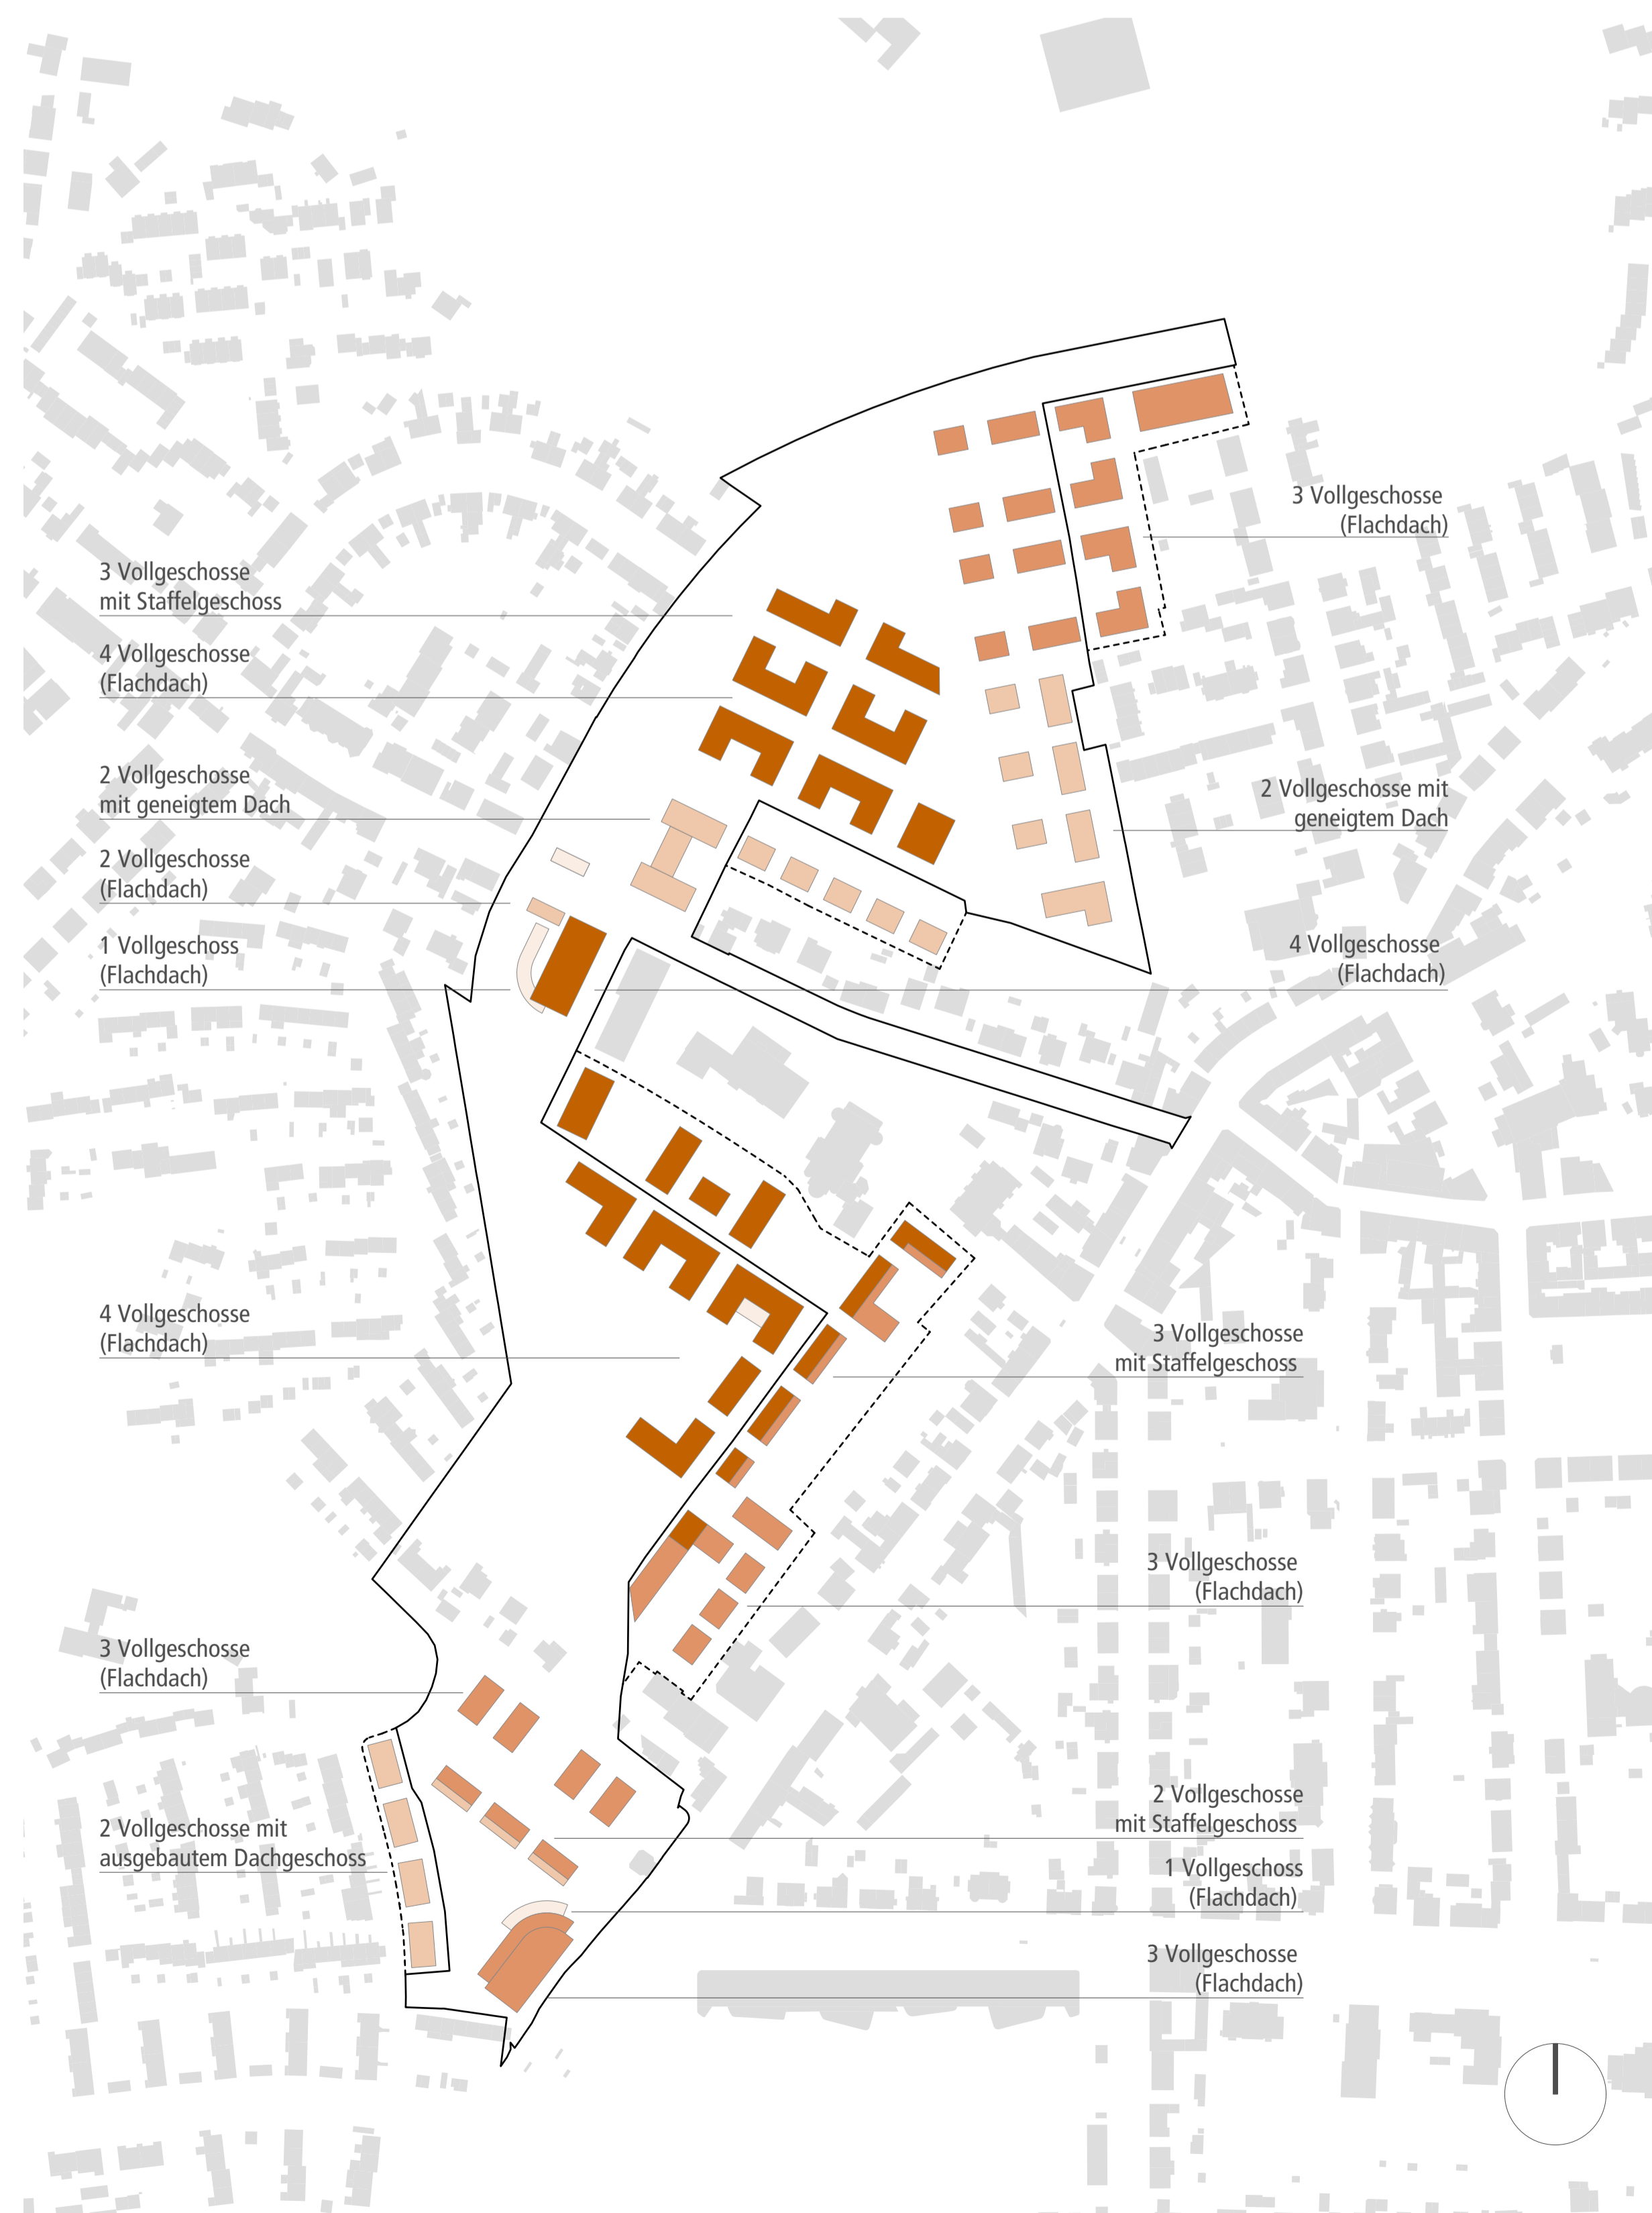 3 Vollgeschosse
(Flachdach)
3 Vollgeschosse
mit Staffelgeschoss
4 Vollgeschosse
(Flachdach)
2 Vollgeschosse
mit geneigtem Dach
2 Vollgeschosse mit
geneigtem Dach
2 Vollgeschosse
(Flachdach)
1 Vollgeschoss
(Flachdach)
4 Vollgeschosse
(Flachdach)
4 Vollgeschosse
(Flachdach)
3 Vollgeschosse
mit Staffelgeschoss
3 Vollgeschosse
(Flachdach)
3 Vollgeschosse
(Flachdach)
2 Vollgeschosse
mit Staffelgeschoss
2 Vollgeschosse mit
ausgebautem Dachgeschoss
1 Vollgeschoss
(Flachdach)
3 Vollgeschosse
(Flachdach)